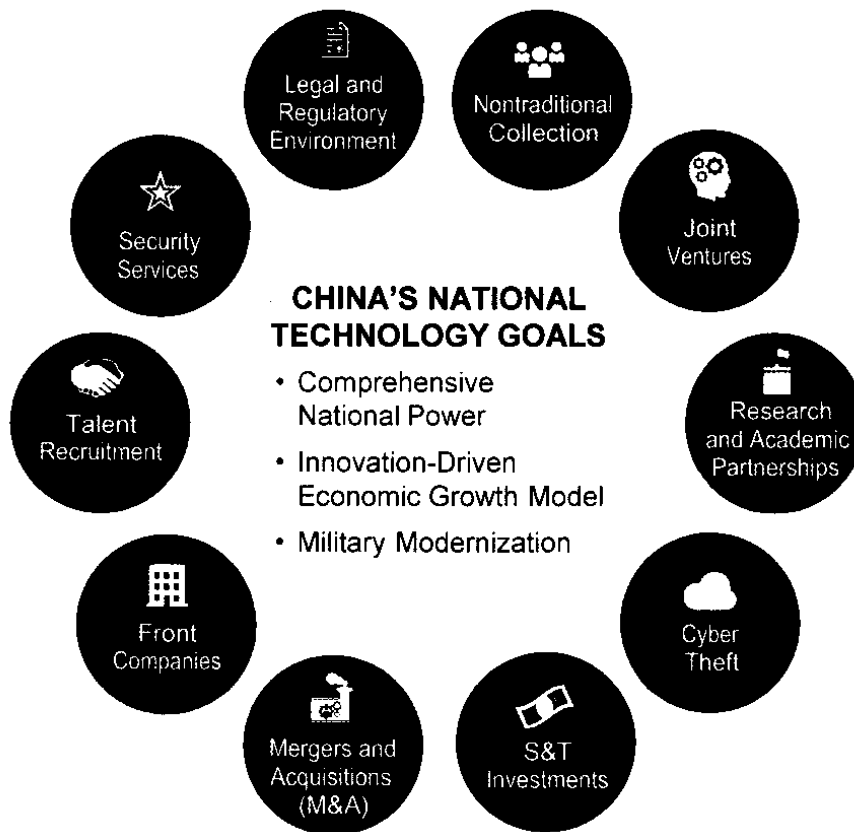 Legal and
Regulatory
Environment
Nontraditional
Collection
Joint
Ventures
Research
and Academic
Partnerships
Cyber
Theft
S&T
Investments
Mergers and
Acquisitions
(M&A)
Front
Companies
Talent
Recruitment
Security
Services
CHINA'S NATIONAL
TECHNOLOGY GOALS
• Comprehensive
National Power
• Innovation-Driven
Economic Growth Model
• Military Modernization